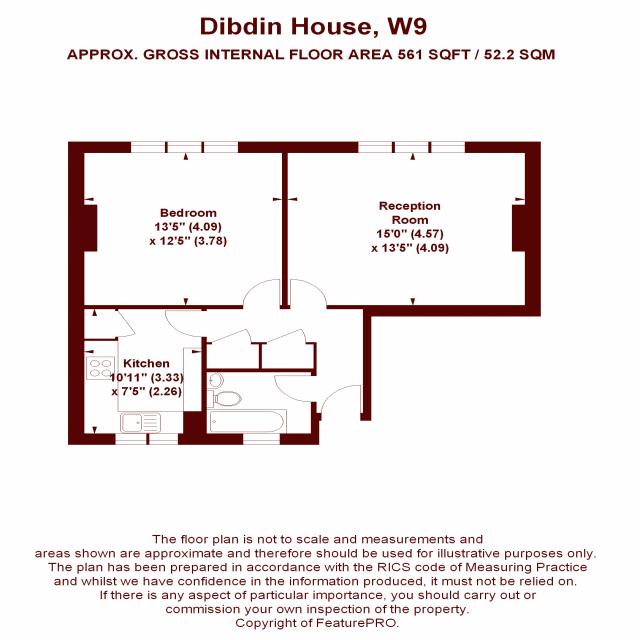 Dibdin House, W9
APPROX. GROSS INTERNAL FLOOR AREA 561 SQFT / 52.2 SQM
Bedroom
13'5" (4.09)
x 12'5" (3.78)
Reception
Room
15'0" (4.57)
x 13'5" (4.09)
Kitchen
10'11" (3.33)
x 7'5" (2.26)
The floor plan is not to scale and measurements and
areas shown are approximate and therefore should be used for illustrative purposes only.
The plan has been prepared in accordance with the RICS code of Measuring Practice
and whilst we have confidence in the information produced, it must not be relied on.
If there is any aspect of particular importance, you should carry out or
commission your own inspection of the property.
Copyright of FeaturePRO.